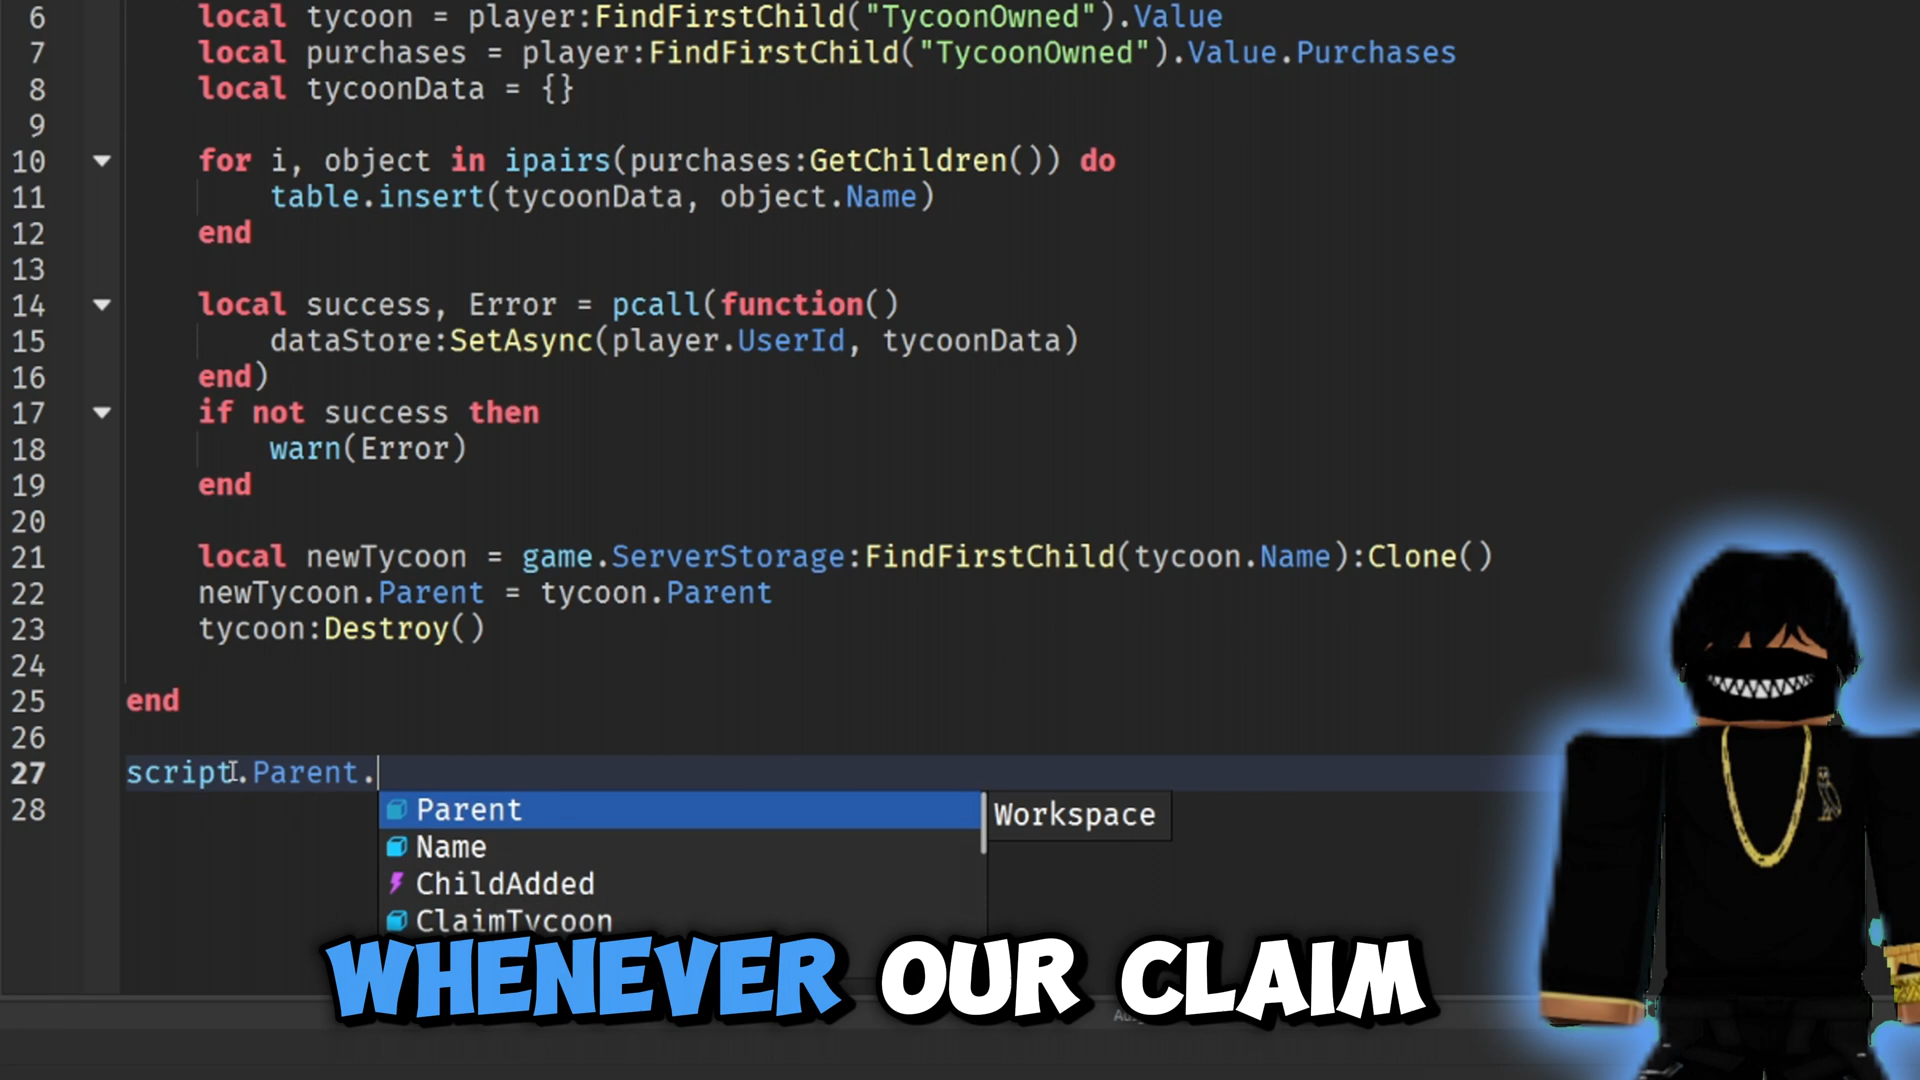 6 local tycoon = player:FindFirstChild("TycoonOwned").Value
7 local purchases = player:FindFirstChild("TycoonOwned").Value.Purchases
8 local tycoonData = {}
9
10 for i, object in ipairs(purchases:GetChildren()) do
11 table.insert(tycoonData, object.Name)
12 end
13
14 local success, Error = pcall(function()
15 dataStore:SetAsync(player.UserId, tycoonData)
16 end)
17 if not success then
18 warn(Error)
19 end
20
21 local newTycoon = game.ServerStorage:FindFirstChild(tycoon.Name):Clone()
22 newTycoon.Parent = tycoon.Parent
23 tycoon:Destroy()
24
25 end
26
27 script.Parent.
28
Parent
Workspace
Name
ChildAdded
ClaimTycoon
WHENEVER OUR CLAIM